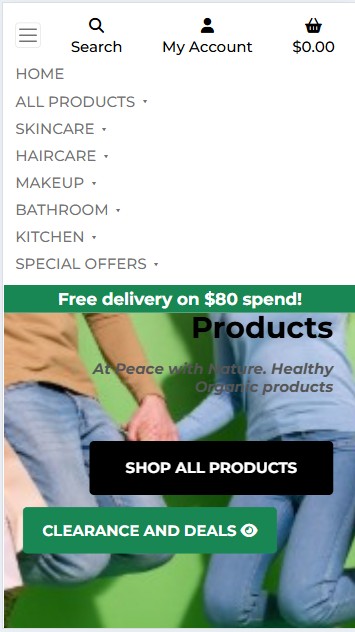 Search My Account $0.00
HOME
ALL PRODUCTS
SKINCARE
HAIRCARE
MAKEUP
BATHROOM
KITCHEN
SPECIAL OFFERS
Free delivery on $80 spend!
Products
At Peace with Nature. Healthy
Organic products
SHOP ALL PRODUCTS
CLEARANCE AND DEALS